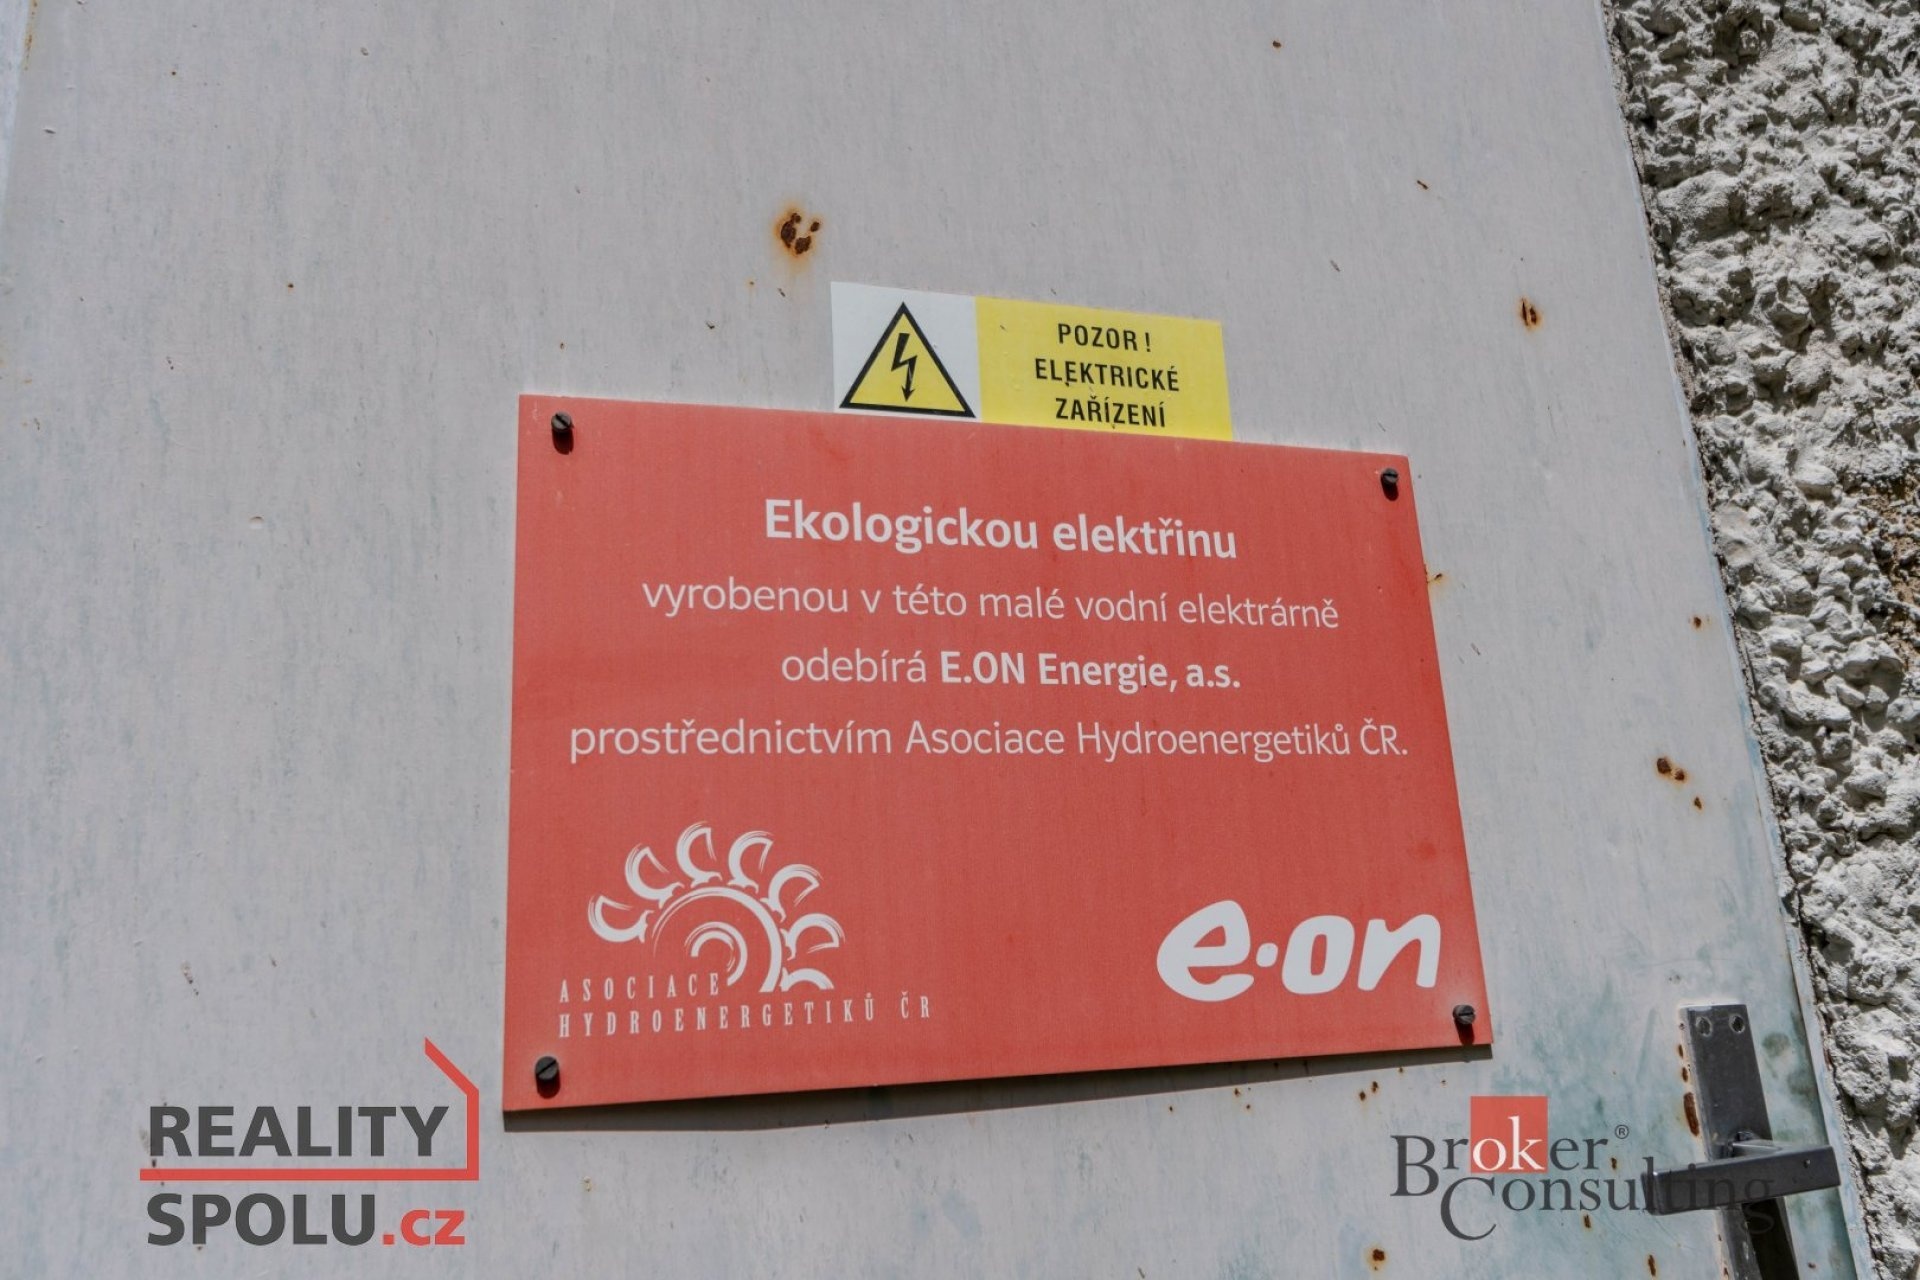 POZOR !
ELEKTRICKÉ
ZAŘÍZENÍ
Ekologickou elektřinu
vyrobenou v této malé vodní elektrárně
odebírá E.ON Energie, a.s.
prostřednictvím Asociace Hydroenergetiků ČR.
ASOCIACE
HYDROENERGETIKŮ ČR
e·on
REALITY
SPOLU.cz
Broker®
Consulting